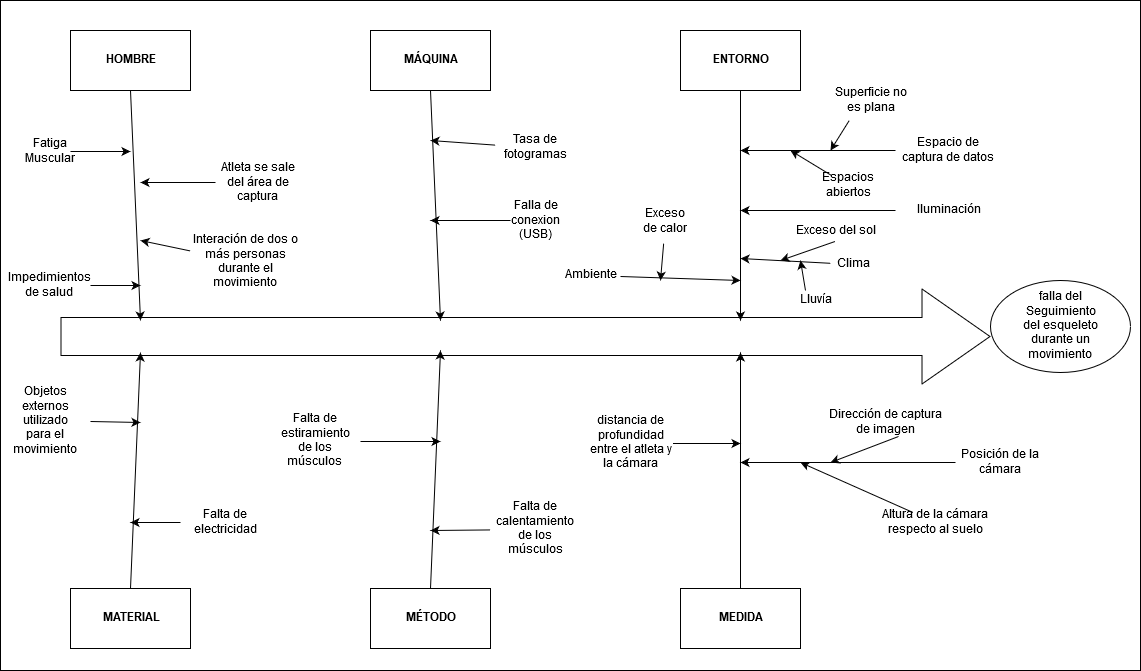 HOMBRE
MÁQUINA
ENTORNO
Superficie no
es plana
Fatiga
Muscular
Tasa de
fotogramas
Espacio de
captura de datos
Atleta se sale
del área de
captura
Espacios
abiertos
Falla de
conexion
(USB)
Iluminación
Exceso
de calor
Exceso del sol
Interación de dos o
más personas
durante el
movimiento
Ambiente
Clima
Impedimientos
de salud
Lluvía
falla del
Seguimiento
del esqueleto
durante un
movimiento
Objetos
externos
utilizado
para el
movimiento
Falta de
estiramiento
de los
músculos
distancia de
profundidad
entre el atleta y
la cámara
Dirección de captura
de imagen
Posición de la
cámara
Falta de
electricidad
Falta de
calentamiento
de los
músculos
Altura de la cámara
respecto al suelo
MATERIAL
MÉTODO
MEDIDA